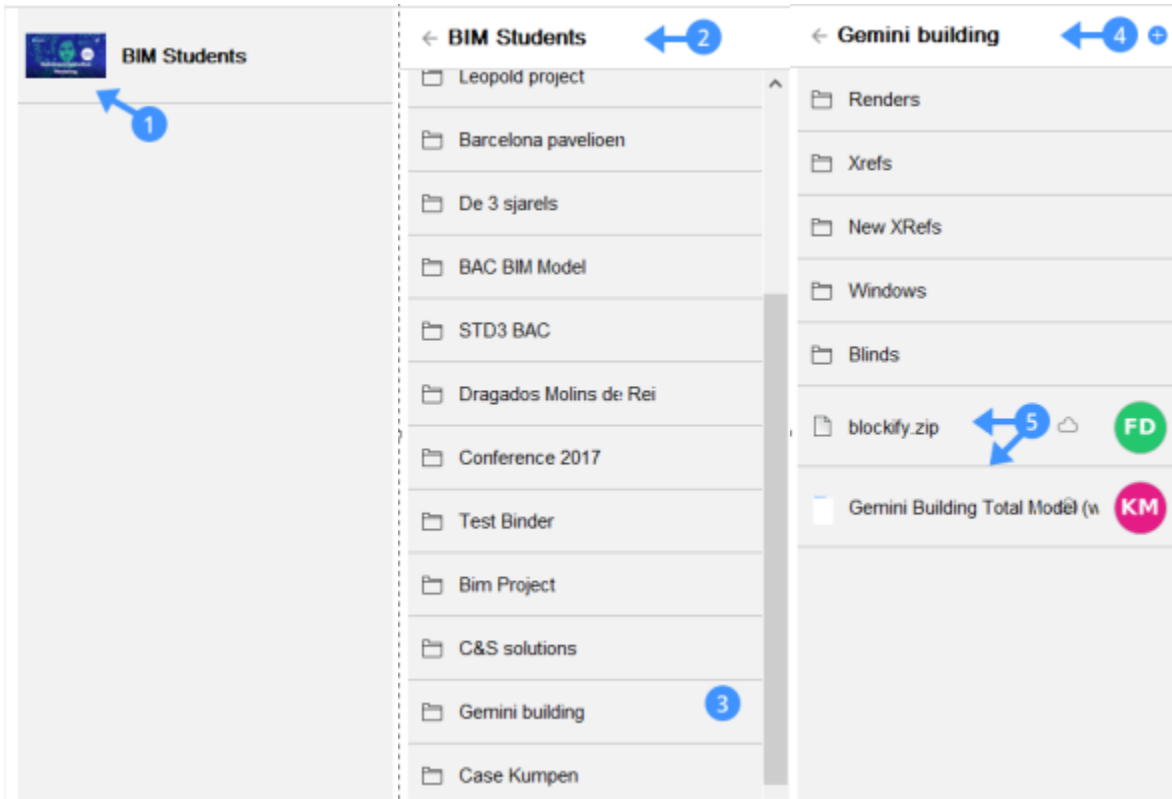 BIM Students
1
BIM Students
2
Leopold project
Barcelona pavelioen
De 3 sjarels
BAC BIM Model
STD3 BAC
Dragados Molins de Rei
Conference 2017
Test Binder
Bim Project
C&S solutions
Gemini building
3
Case Kumpen
Gemini building
4
Renders
Xrefs
New XRefs
Windows
Blinds
blockify.zip
5
FD
Gemini Building Total Model (w
KM